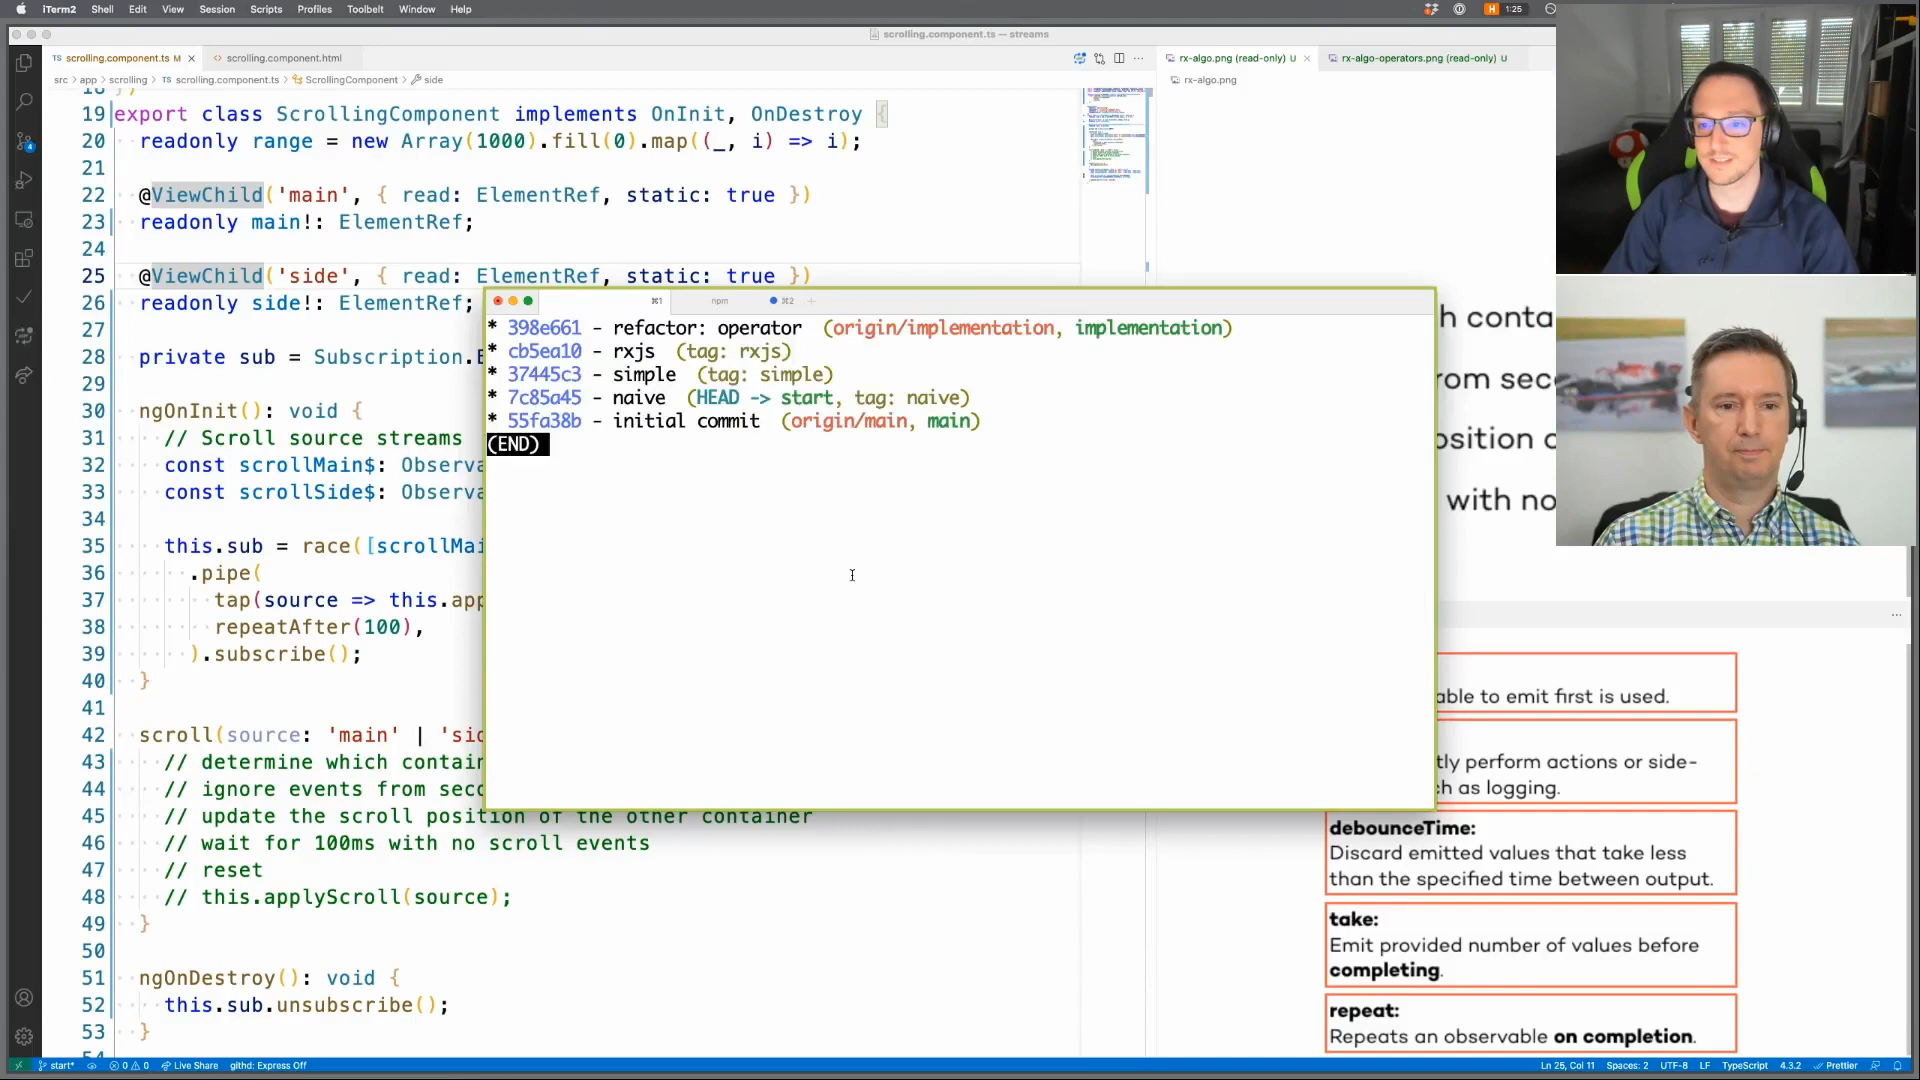 iTerm2 Shell Edit View Session Scripts Profiles Toolbelt Window Help
H 1:25
scrolling.component.ts — streams
TS scrolling.component.ts M
<> scrolling.component.html
rx-algo.png (read-only) U
rx-algo-operators.png (read-only) U
src > app > scrolling > TS scrolling.component.ts > ScrollingComponent > side
rx-algo.png
19 export class ScrollingComponent implements OnInit, OnDestroy {
20 readonly range = new Array(1000).fill(0).map((_, i) => i);
21
22 @ViewChild('main', { read: ElementRef, static: true })
23 readonly main!: ElementRef;
24
25 @ViewChild('side', { read: ElementRef, static: true })
26 readonly side!: ElementRef;
27
28 private sub = Subscription.E
29
30 ngOnInit(): void {
31 // Scroll source streams
32 const scrollMain$: Observa
33 const scrollSide$: Observa
34
35 this.sub = race([scrollMai
36 .pipe(
37 tap(source => this.app
38 repeatAfter(100),
39 ).subscribe();
40 }
41
42 scroll(source: 'main' | 'sid
43 // determine which contain
44 // ignore events from seco
45 // update the scroll position of the other container
46 // wait for 100ms with no scroll events
47 // reset
48 // this.applyScroll(source);
49 }
50
51 ngOnDestroy(): void {
52 this.sub.unsubscribe();
53 }
54
⌘1 npm ⌘2 +
* 398e661 - refactor: operator (origin/implementation, implementation)
* cb5ea10 - rxjs (tag: rxjs)
* 37445c3 - simple (tag: simple)
* 7c85a45 - naive (HEAD -> start, tag: naive)
* 55fa38b - initial commit (origin/main, main)
(END)
h conta
rom sec
osition o
with no
able to emit first is used.
tly perform actions or side-
h as logging.
debounceTime:
Discard emitted values that take less
than the specified time between output.
take:
Emit provided number of values before
completing.
repeat:
Repeats an observable on completion.
start* 0 0 Live Share githd: Express Off
Ln 25, Col 11 Spaces: 2 UTF-8 LF TypeScript 4.3.2 Prettier